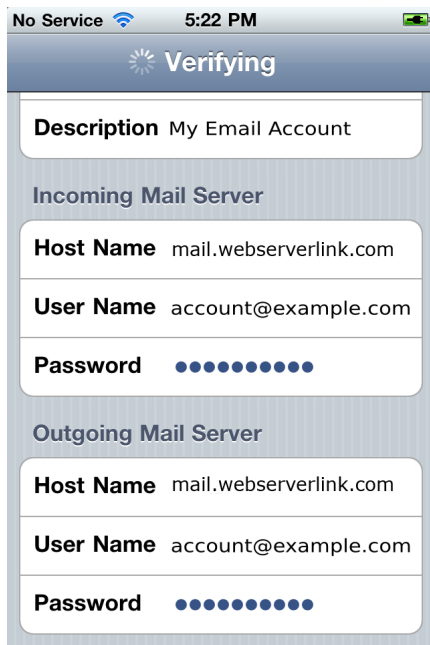 No Service 5:22 PM
Verifying
Description My Email Account
Incoming Mail Server
Host Name mail.webserverlink.com
User Name account@example.com
Password ●●●●●●●●●●
Outgoing Mail Server
Host Name mail.webserverlink.com
User Name account@example.com
Password ●●●●●●●●●●